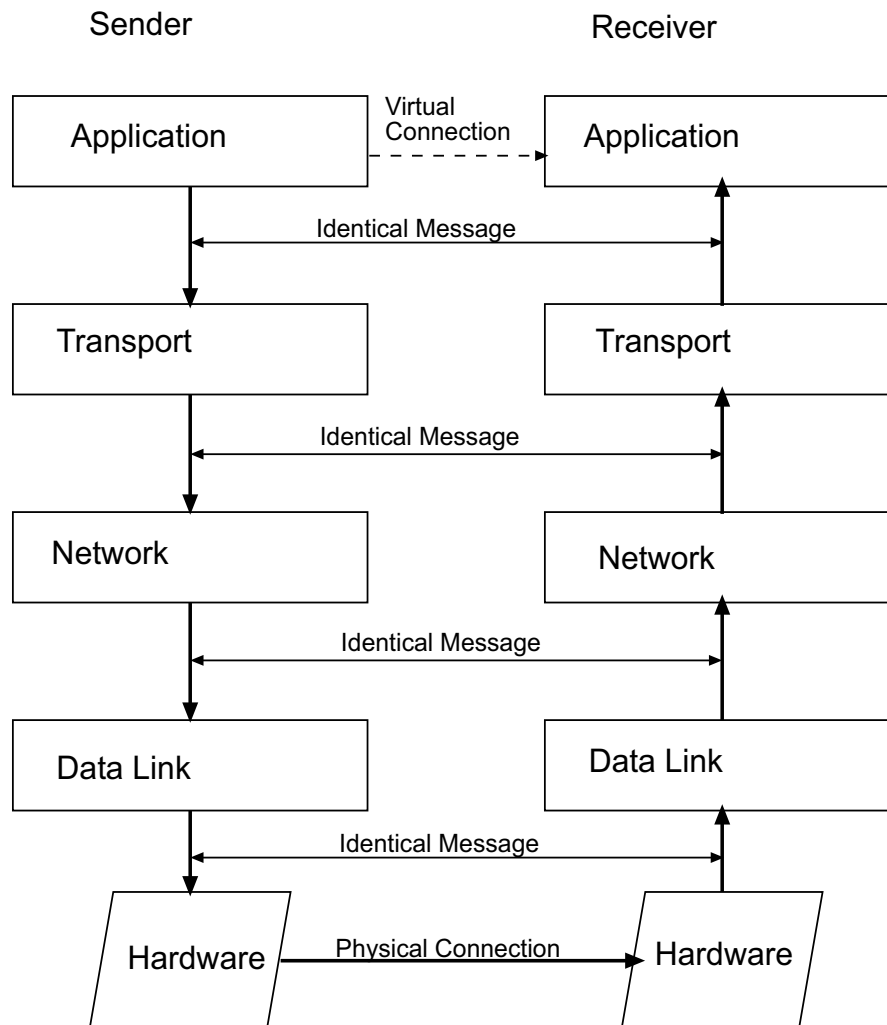 Sender
Receiver
Virtual
Connection
Application
Application
Identical Message
Transport
Transport
Identical Message
Network
Network
Identical Message
Data Link
Data Link
Identical Message
Hardware
Physical Connection
Hardware